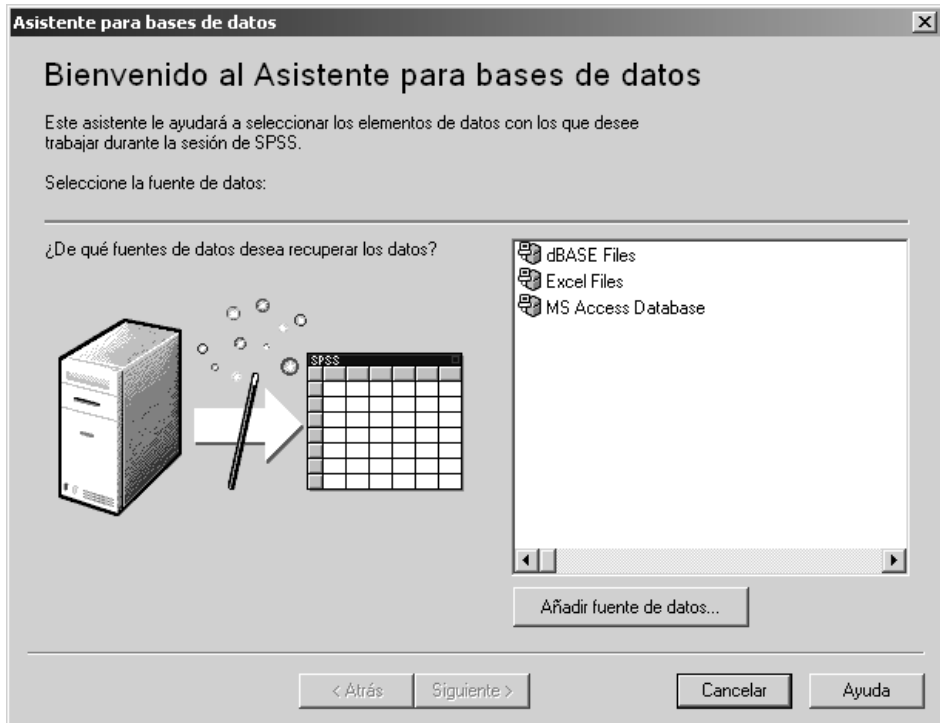 Asistente para bases de datos
Bienvenido al Asistente para bases de datos
Este asistente le ayudará a seleccionar los elementos de datos con los que desee
trabajar durante la sesión de SPSS.
Seleccione la fuente de datos:
¿De qué fuentes de datos desea recuperar los datos?
SPSS
dBASE Files
Excel Files
MS Access Database
Añadir fuente de datos...
< Atrás
Siguiente >
Cancelar
Ayuda